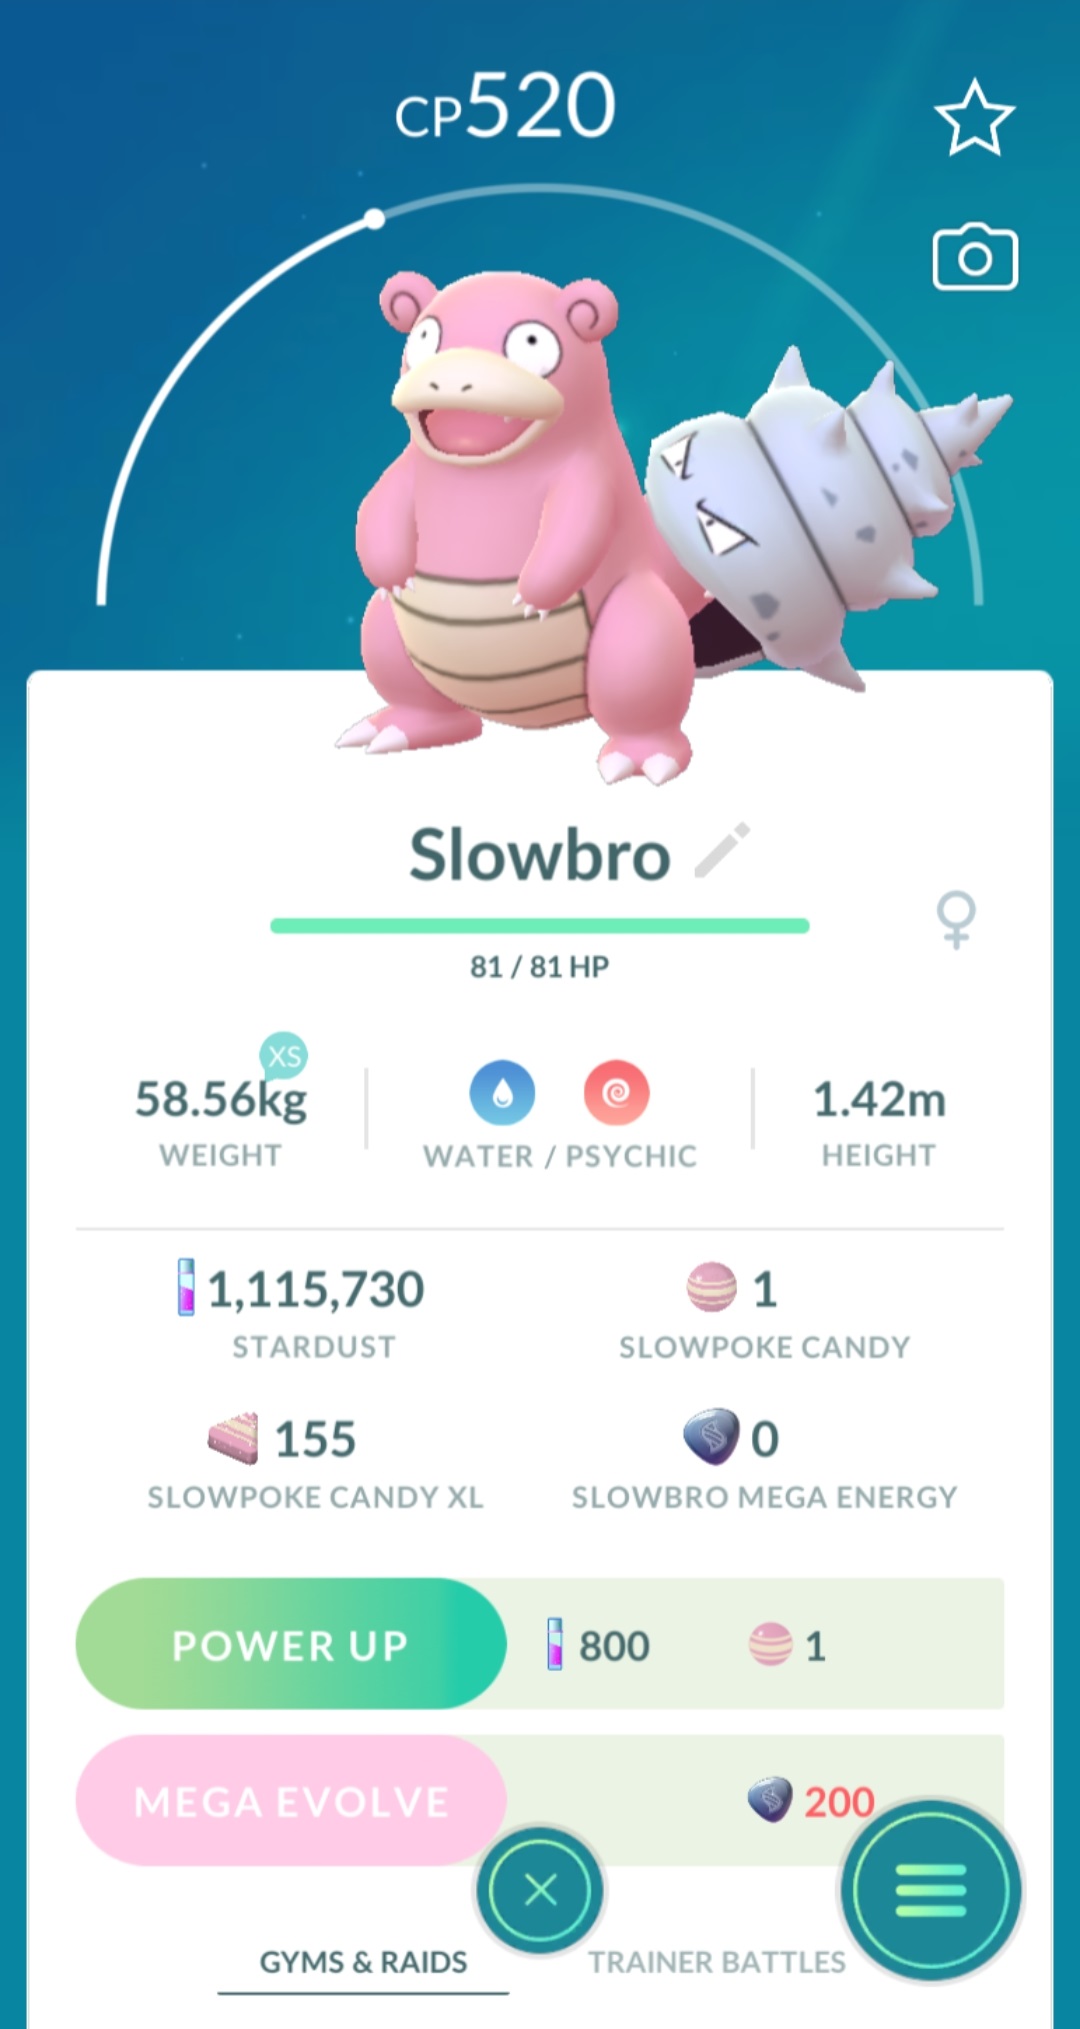 CP520
Slowbro
81 / 81 HP
XS
58.56kg
WEIGHT
WATER / PSYCHIC
1.42m
HEIGHT
1,115,730
STARDUST
1
SLOWPOKE CANDY
155
SLOWPOKE CANDY XL
0
SLOWBRO MEGA ENERGY
POWER UP 800 1
MEGA EVOLVE 200
GYMS & RAIDS TRAINER BATTLES